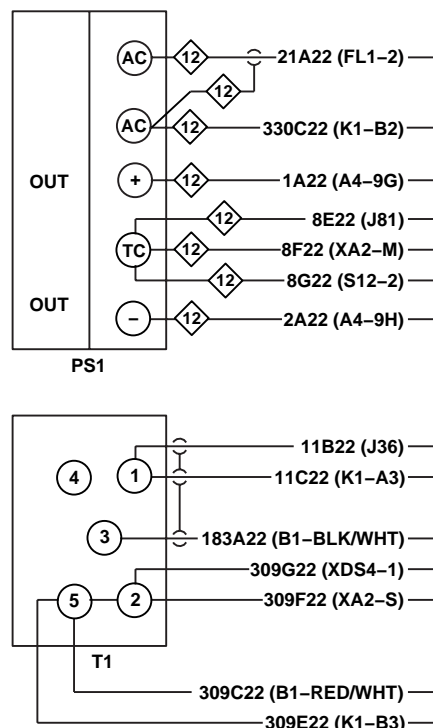 AC 12 21A22 (FL1–2)
12
AC 12 330C22 (K1–B2)
OUT + 12 1A22 (A4–9G)
12 8E22 (J81)
TC 12 8F22 (XA2–M)
12 8G22 (S12–2)
OUT – 12 2A22 (A4–9H)
PS1
11B22 (J36)
4 1 11C22 (K1–A3)
3 183A22 (B1–BLK/WHT)
309G22 (XDS4–1)
5 2 309F22 (XA2–S)
T1
309C22 (B1–RED/WHT)
309E22 (K1–B3)